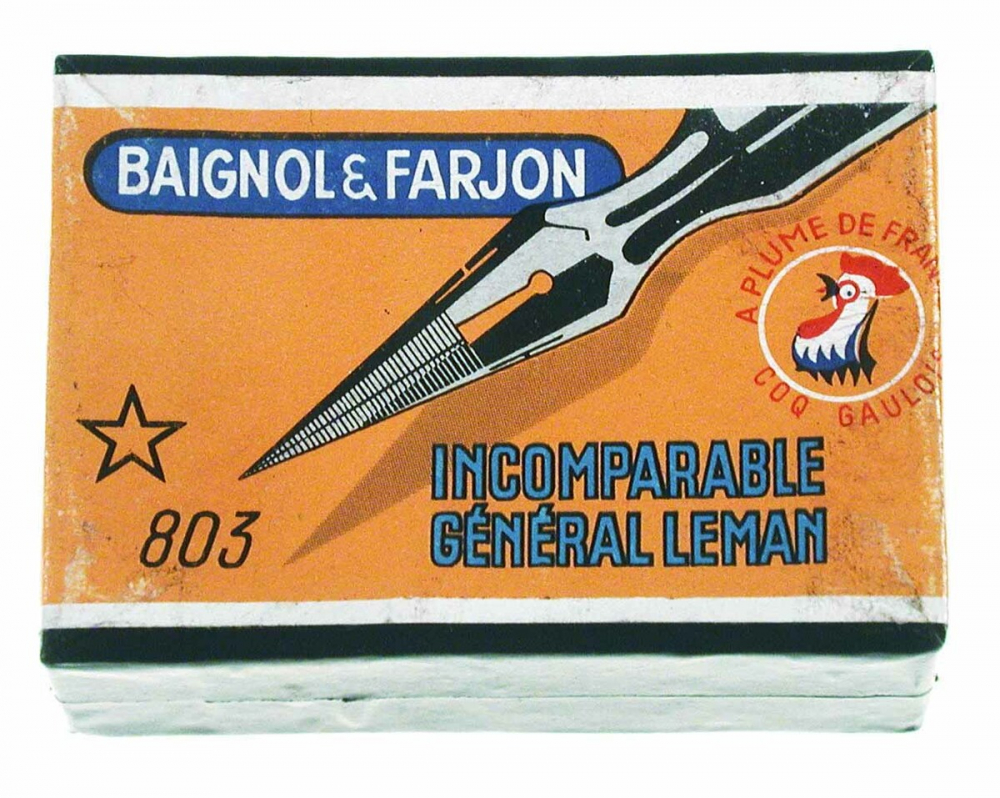 BAIGNOL & FARJON
A PLUME DE FRAN
COQ GAULOIS
803
INCOMPARABLE
GÉNÉRAL LEMAN